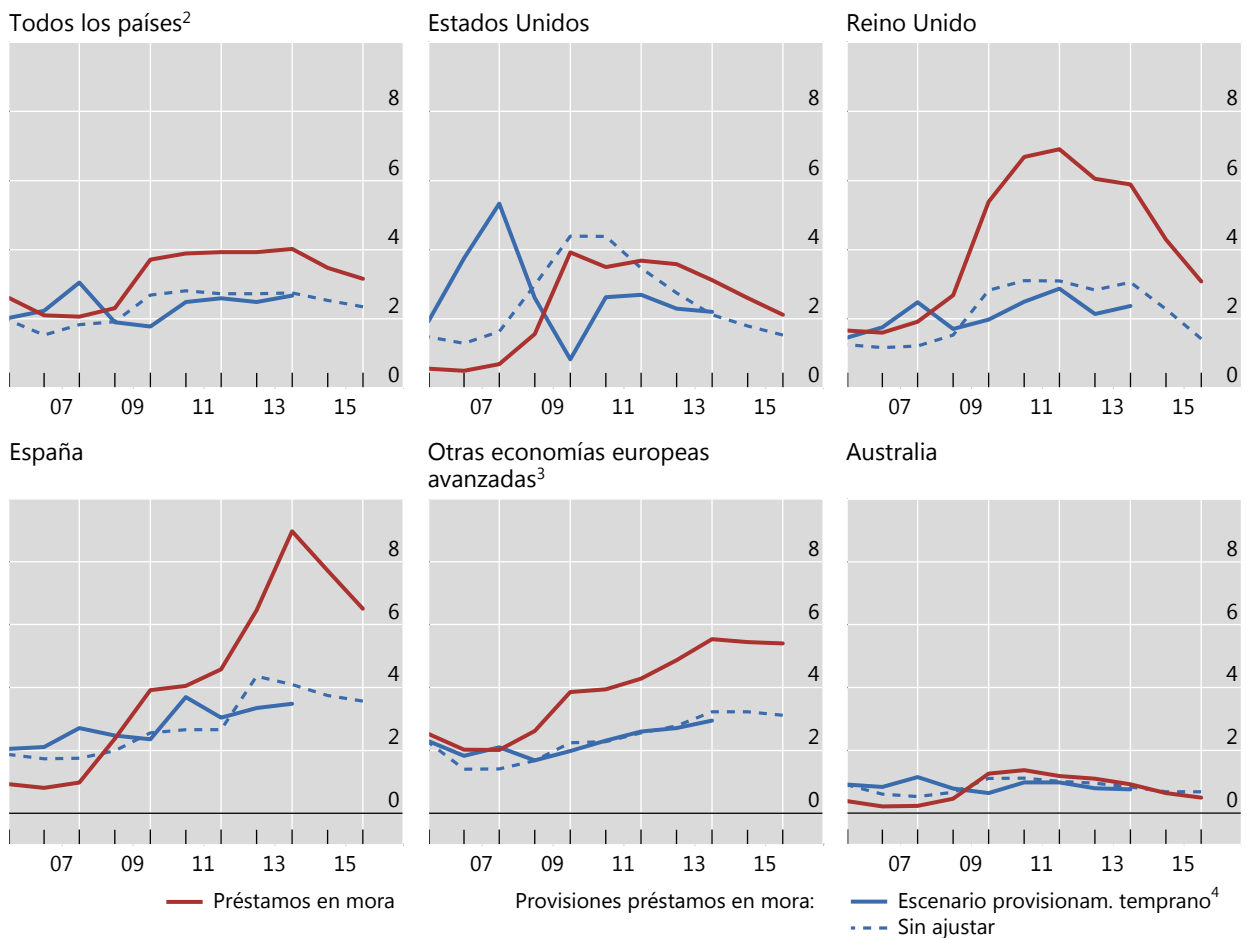 Todos los países2
Estados Unidos
Reino Unido
8
6
4
2
0
07 09 11 13 15
8
6
4
2
0
07 09 11 13 15
8
6
4
2
0
07 09 11 13 15
España
Otras economías europeas
avanzadas3
Australia
8
6
4
2
0
07 09 11 13 15
8
6
4
2
0
07 09 11 13 15
8
6
4
2
0
07 09 11 13 15
Préstamos en mora
Provisiones préstamos en mora:
Escenario provisionam. temprano4
Sin ajustar